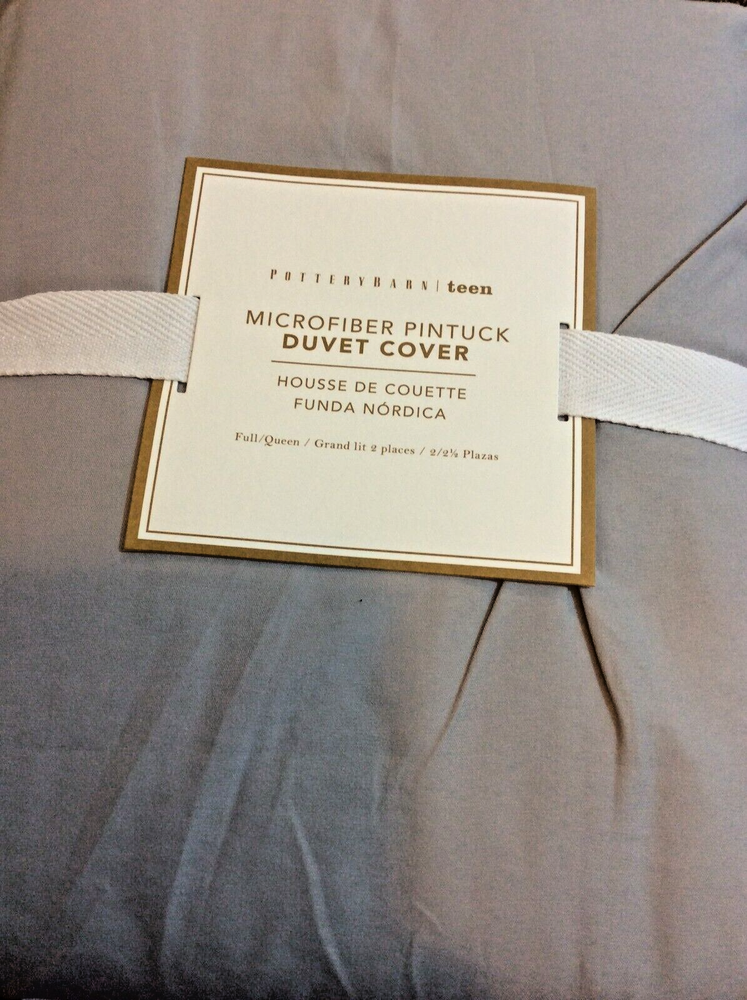 POTTERYBARN | teen
MICROFIBER PINTUCK
DUVET COVER
HOUSSE DE COUETTE
FUNDA NÓRDICA
Full/Queen / Grand lit 2 places / 2/2½ Plazas